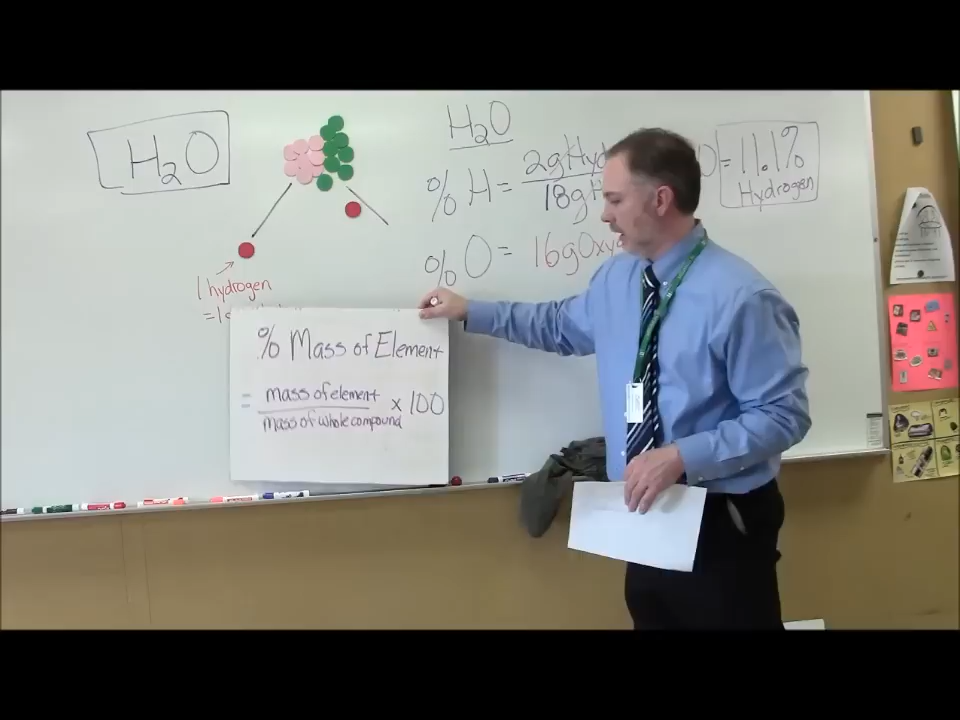 H₂O
H₂O
% H = 2g Hyd
18g H
= 11.1%
Hydrogen
% O = 16g Oxy
1 hydrogen
% Mass of Element
= mass of element
mass of whole compound
x 100